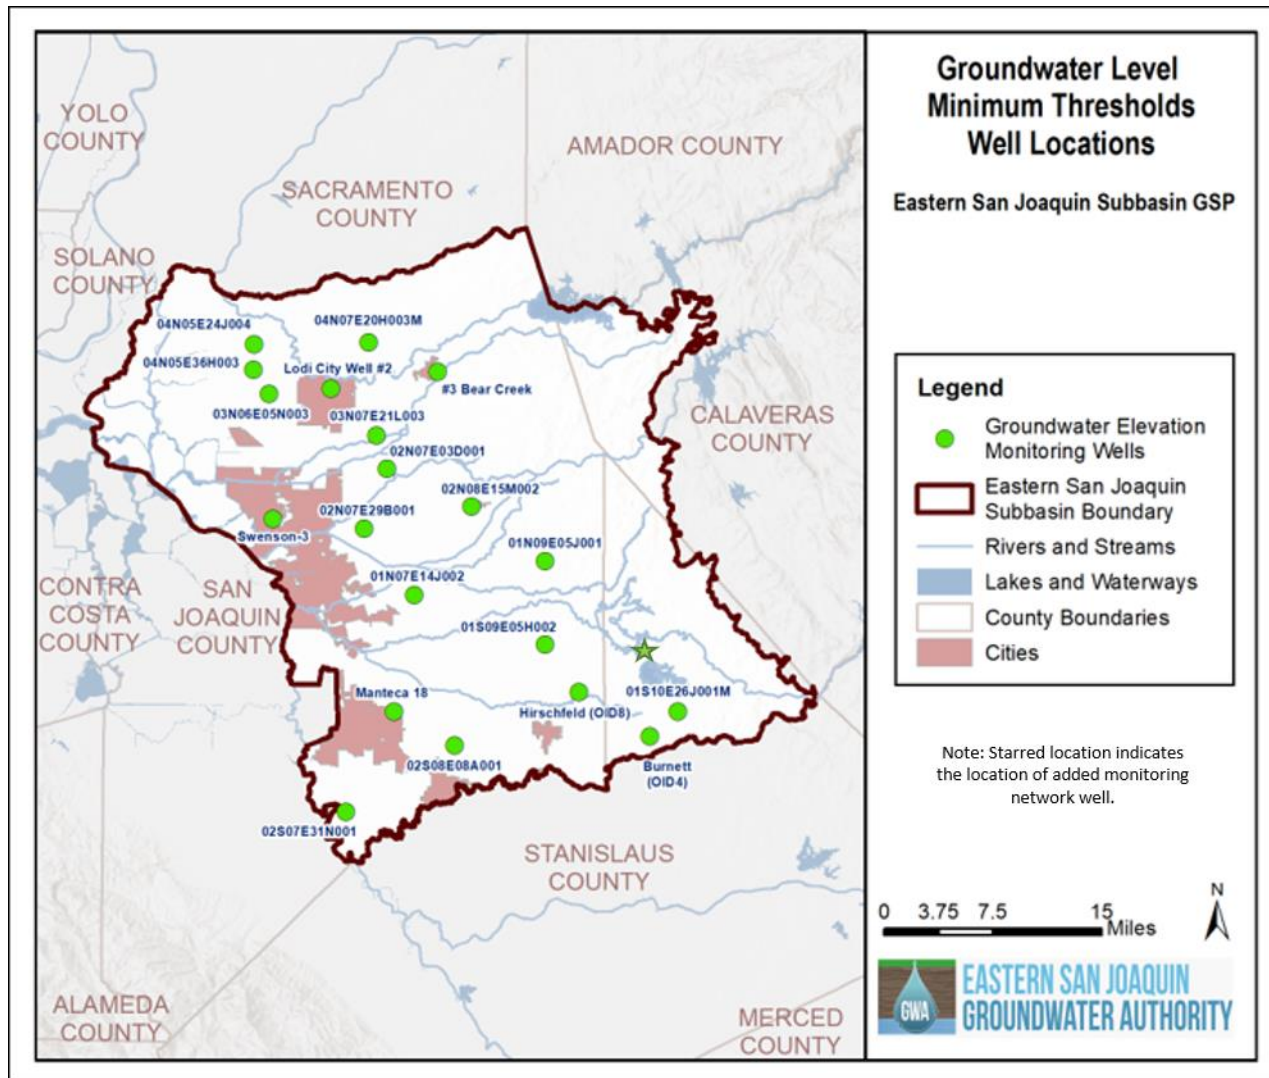 YOLO
COUNTY
AMADOR COUNTY
SACRAMENTO
COUNTY
SOLANO
COUNTY
04N05E24J004
04N07E20H003M
04N05E36H003
Lodi City Well #2
#3 Bear Creek
03N06E05N003
03N07E21L003
CALAVERAS
COUNTY
02N07E03D001
02N08E15M002
02N07E29B001
Swenson-3
01N09E05J001
01N07E14J002
CONTRA
COSTA
COUNTY
SAN
JOAQUIN
COUNTY
01S09E05H002
Manteca 18
01S10E26J001M
Hirschfeld (OID8)
02S08E08A001
Burnett
(OID4)
02S07E31N001
STANISLAUS
COUNTY
ALAMEDA
COUNTY
MERCED
COUNTY
Groundwater Level
Minimum Thresholds
Well Locations
Eastern San Joaquin Subbasin GSP
Legend
Groundwater Elevation
Monitoring Wells
Eastern San Joaquin
Subbasin Boundary
Rivers and Streams
Lakes and Waterways
County Boundaries
Cities
Note: Starred location indicates
the location of added monitoring
network well.
N
0 3.75 7.5 15
Miles
GWA
EASTERN SAN JOAQUIN
GROUNDWATER AUTHORITY